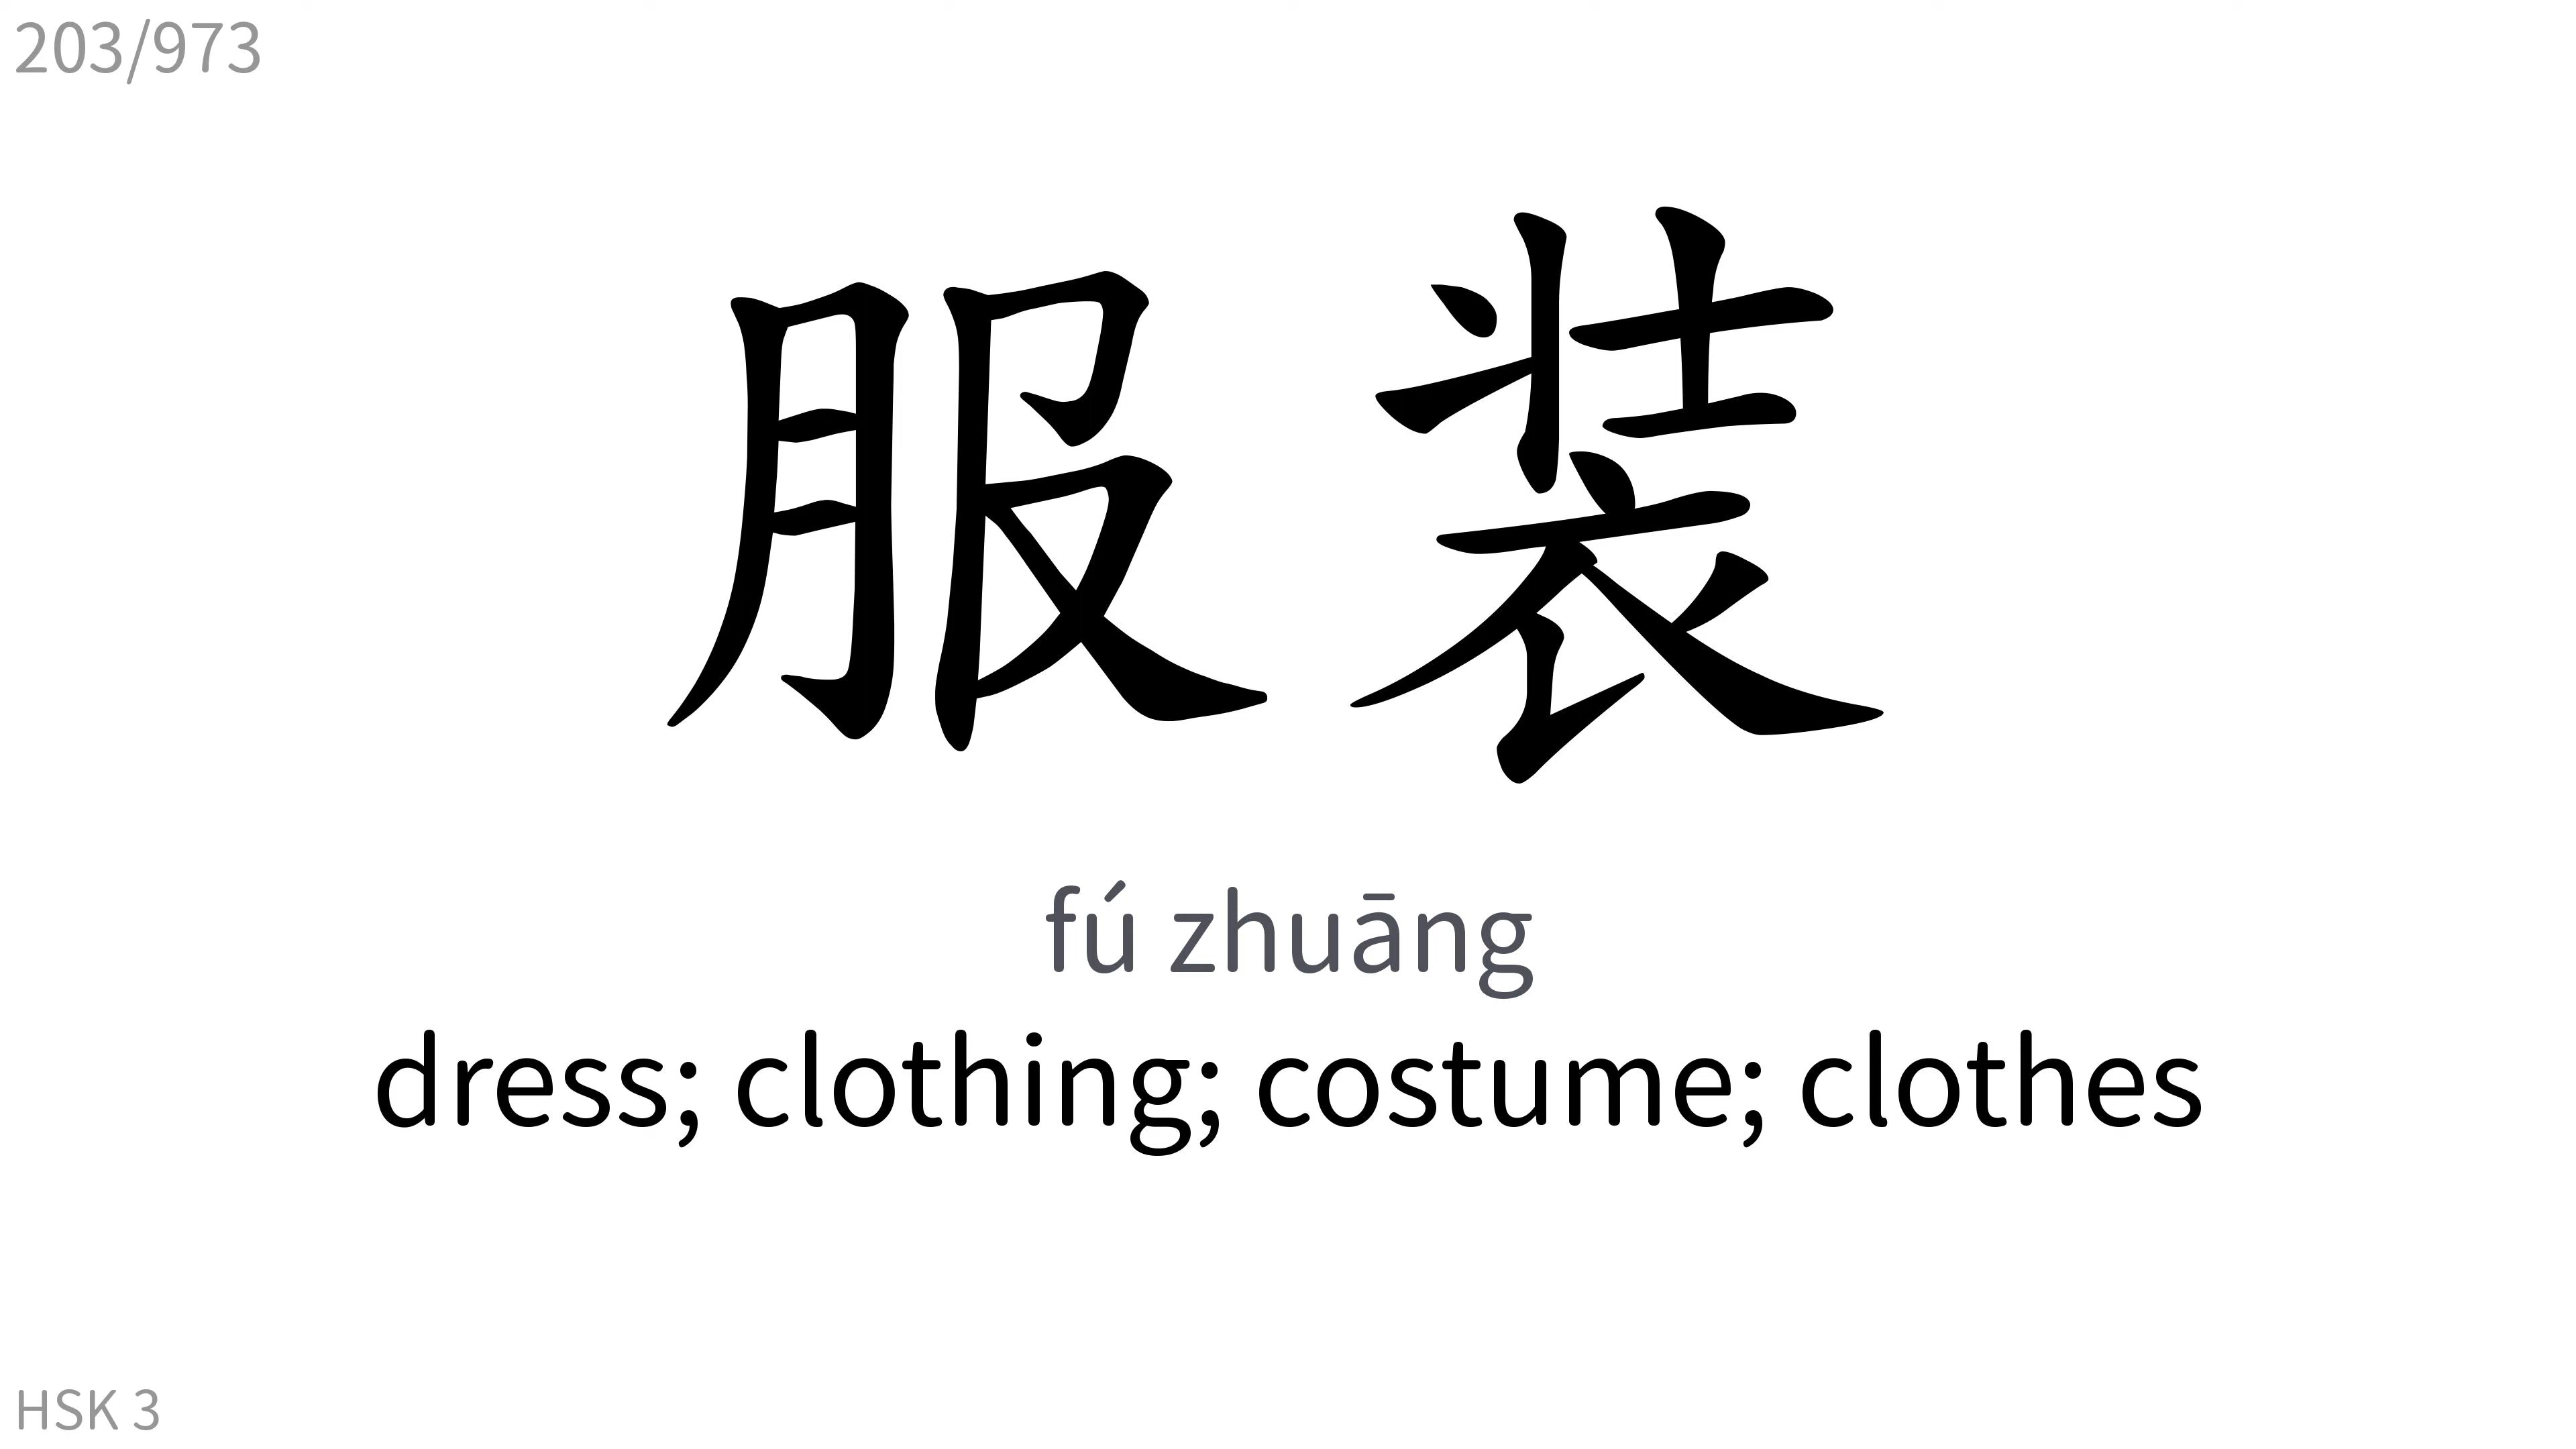 203/973
服装
fú zhuāng
dress; clothing; costume; clothes
HSK 3